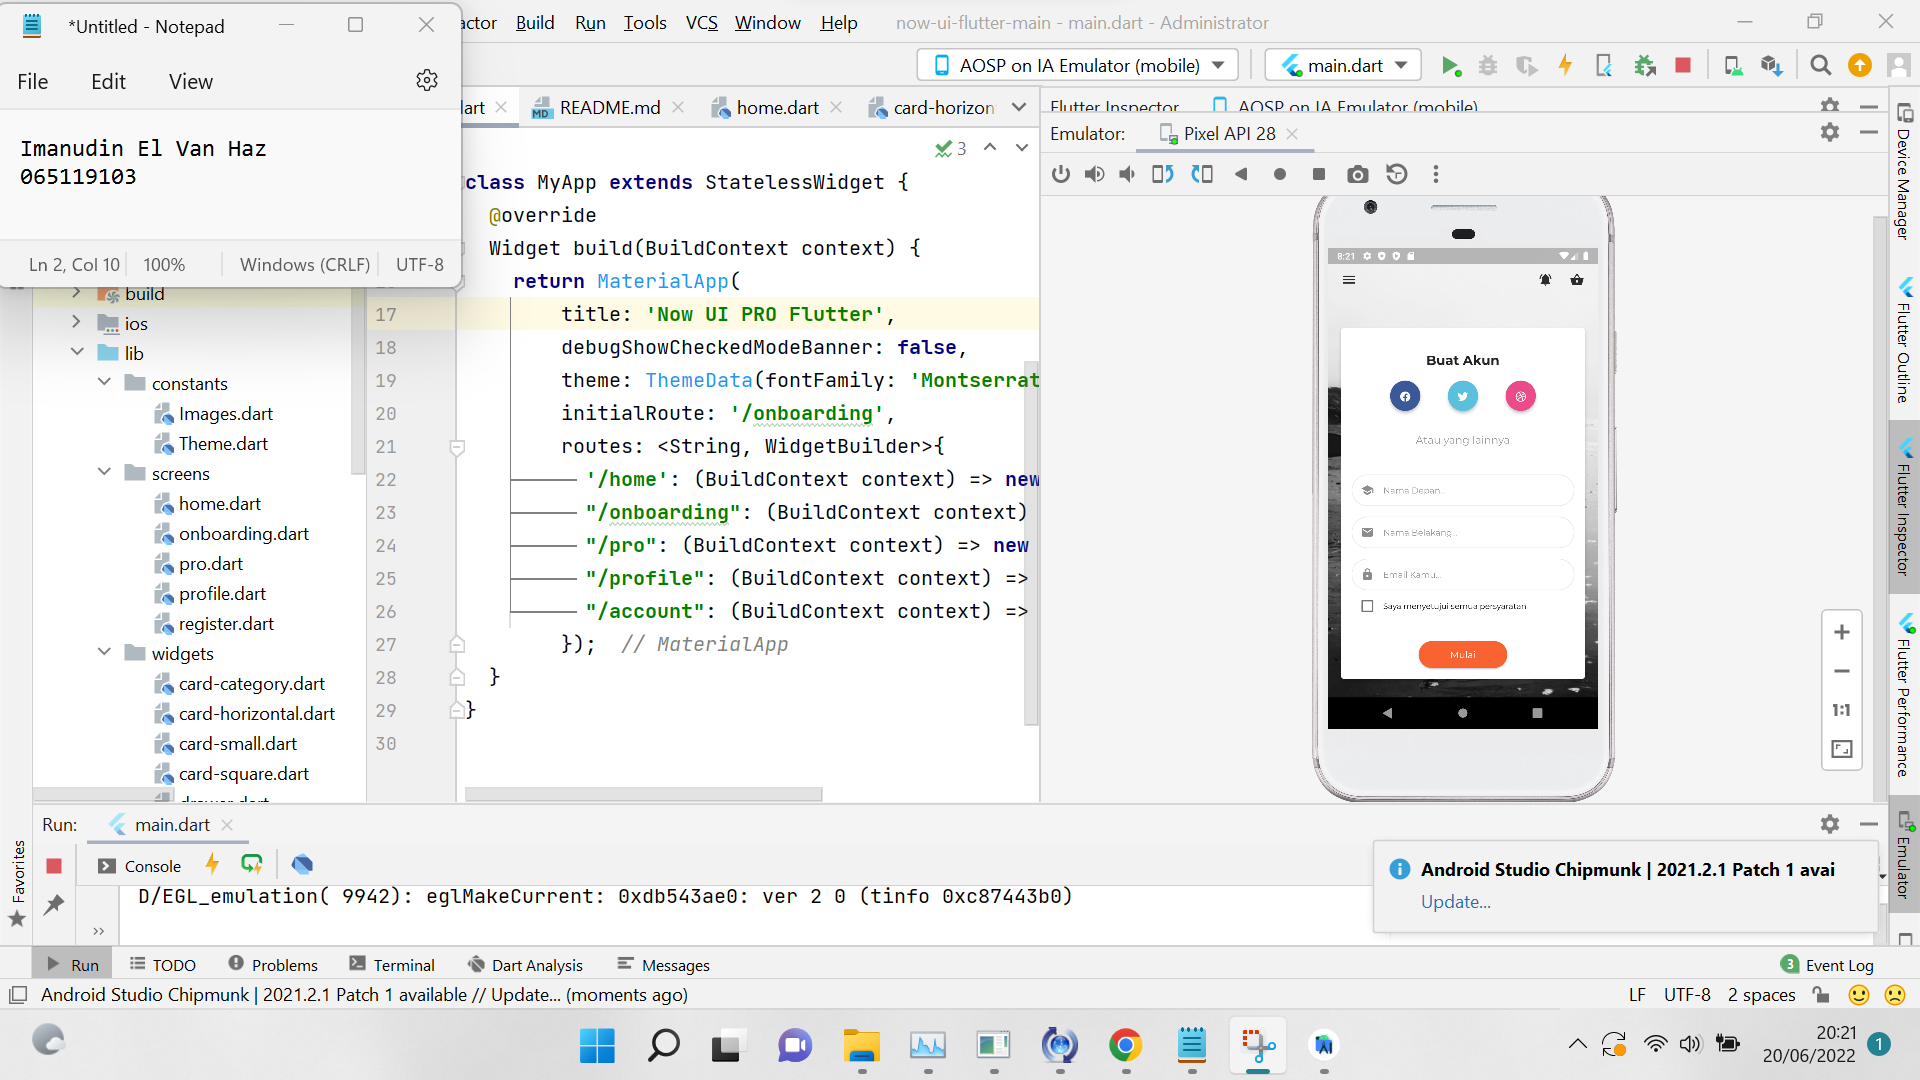 *Untitled - Notepad
File Edit View
Imanudin El Van Haz
065119103
Ln 2, Col 10 100% Windows (CRLF) UTF-8
actor Build Run Tools VCS Window Help now-ui-flutter-main - main.dart - Administrator
AOSP on IA Emulator (mobile) main.dart
dart README.md home.dart card-horizon
Flutter Inspector AOSP on IA Emulator (mobile)
Emulator: Pixel API 28
3
build
ios
lib
constants
Images.dart
Theme.dart
screens
home.dart
onboarding.dart
pro.dart
profile.dart
register.dart
widgets
card-category.dart
card-horizontal.dart
card-small.dart
card-square.dart
drawer.dart
class MyApp extends StatelessWidget {
@override
Widget build(BuildContext context) {
return MaterialApp(
17 title: 'Now UI PRO Flutter',
18 debugShowCheckedModeBanner: false,
19 theme: ThemeData(fontFamily: 'Montserrat
20 initialRoute: '/onboarding',
21 routes: <String, WidgetBuilder>{
22 '/home': (BuildContext context) => new
23 "/onboarding": (BuildContext context)
24 "/pro": (BuildContext context) => new
25 "/profile": (BuildContext context) =>
26 "/account": (BuildContext context) =>
27 }); // MaterialApp
28 }
29 }
30
8:21
Buat Akun
Atau yang lainnya
Nama Depan...
Nama Belakang...
Email Kamu...
Saya menyetujui semua persyaratan
Mulai
1:1
Device Manager
Flutter Outline
Flutter Inspector
Flutter Performance
Emulator
Favorites
Run: main.dart
Console
D/EGL_emulation( 9942): eglMakeCurrent: 0xdb543ae0: ver 2 0 (tinfo 0xc87443b0)
Android Studio Chipmunk | 2021.2.1 Patch 1 avai
Update...
Run TODO Problems Terminal Dart Analysis Messages 3 Event Log
Android Studio Chipmunk | 2021.2.1 Patch 1 available // Update... (moments ago) LF UTF-8 2 spaces
20:21
20/06/2022
1